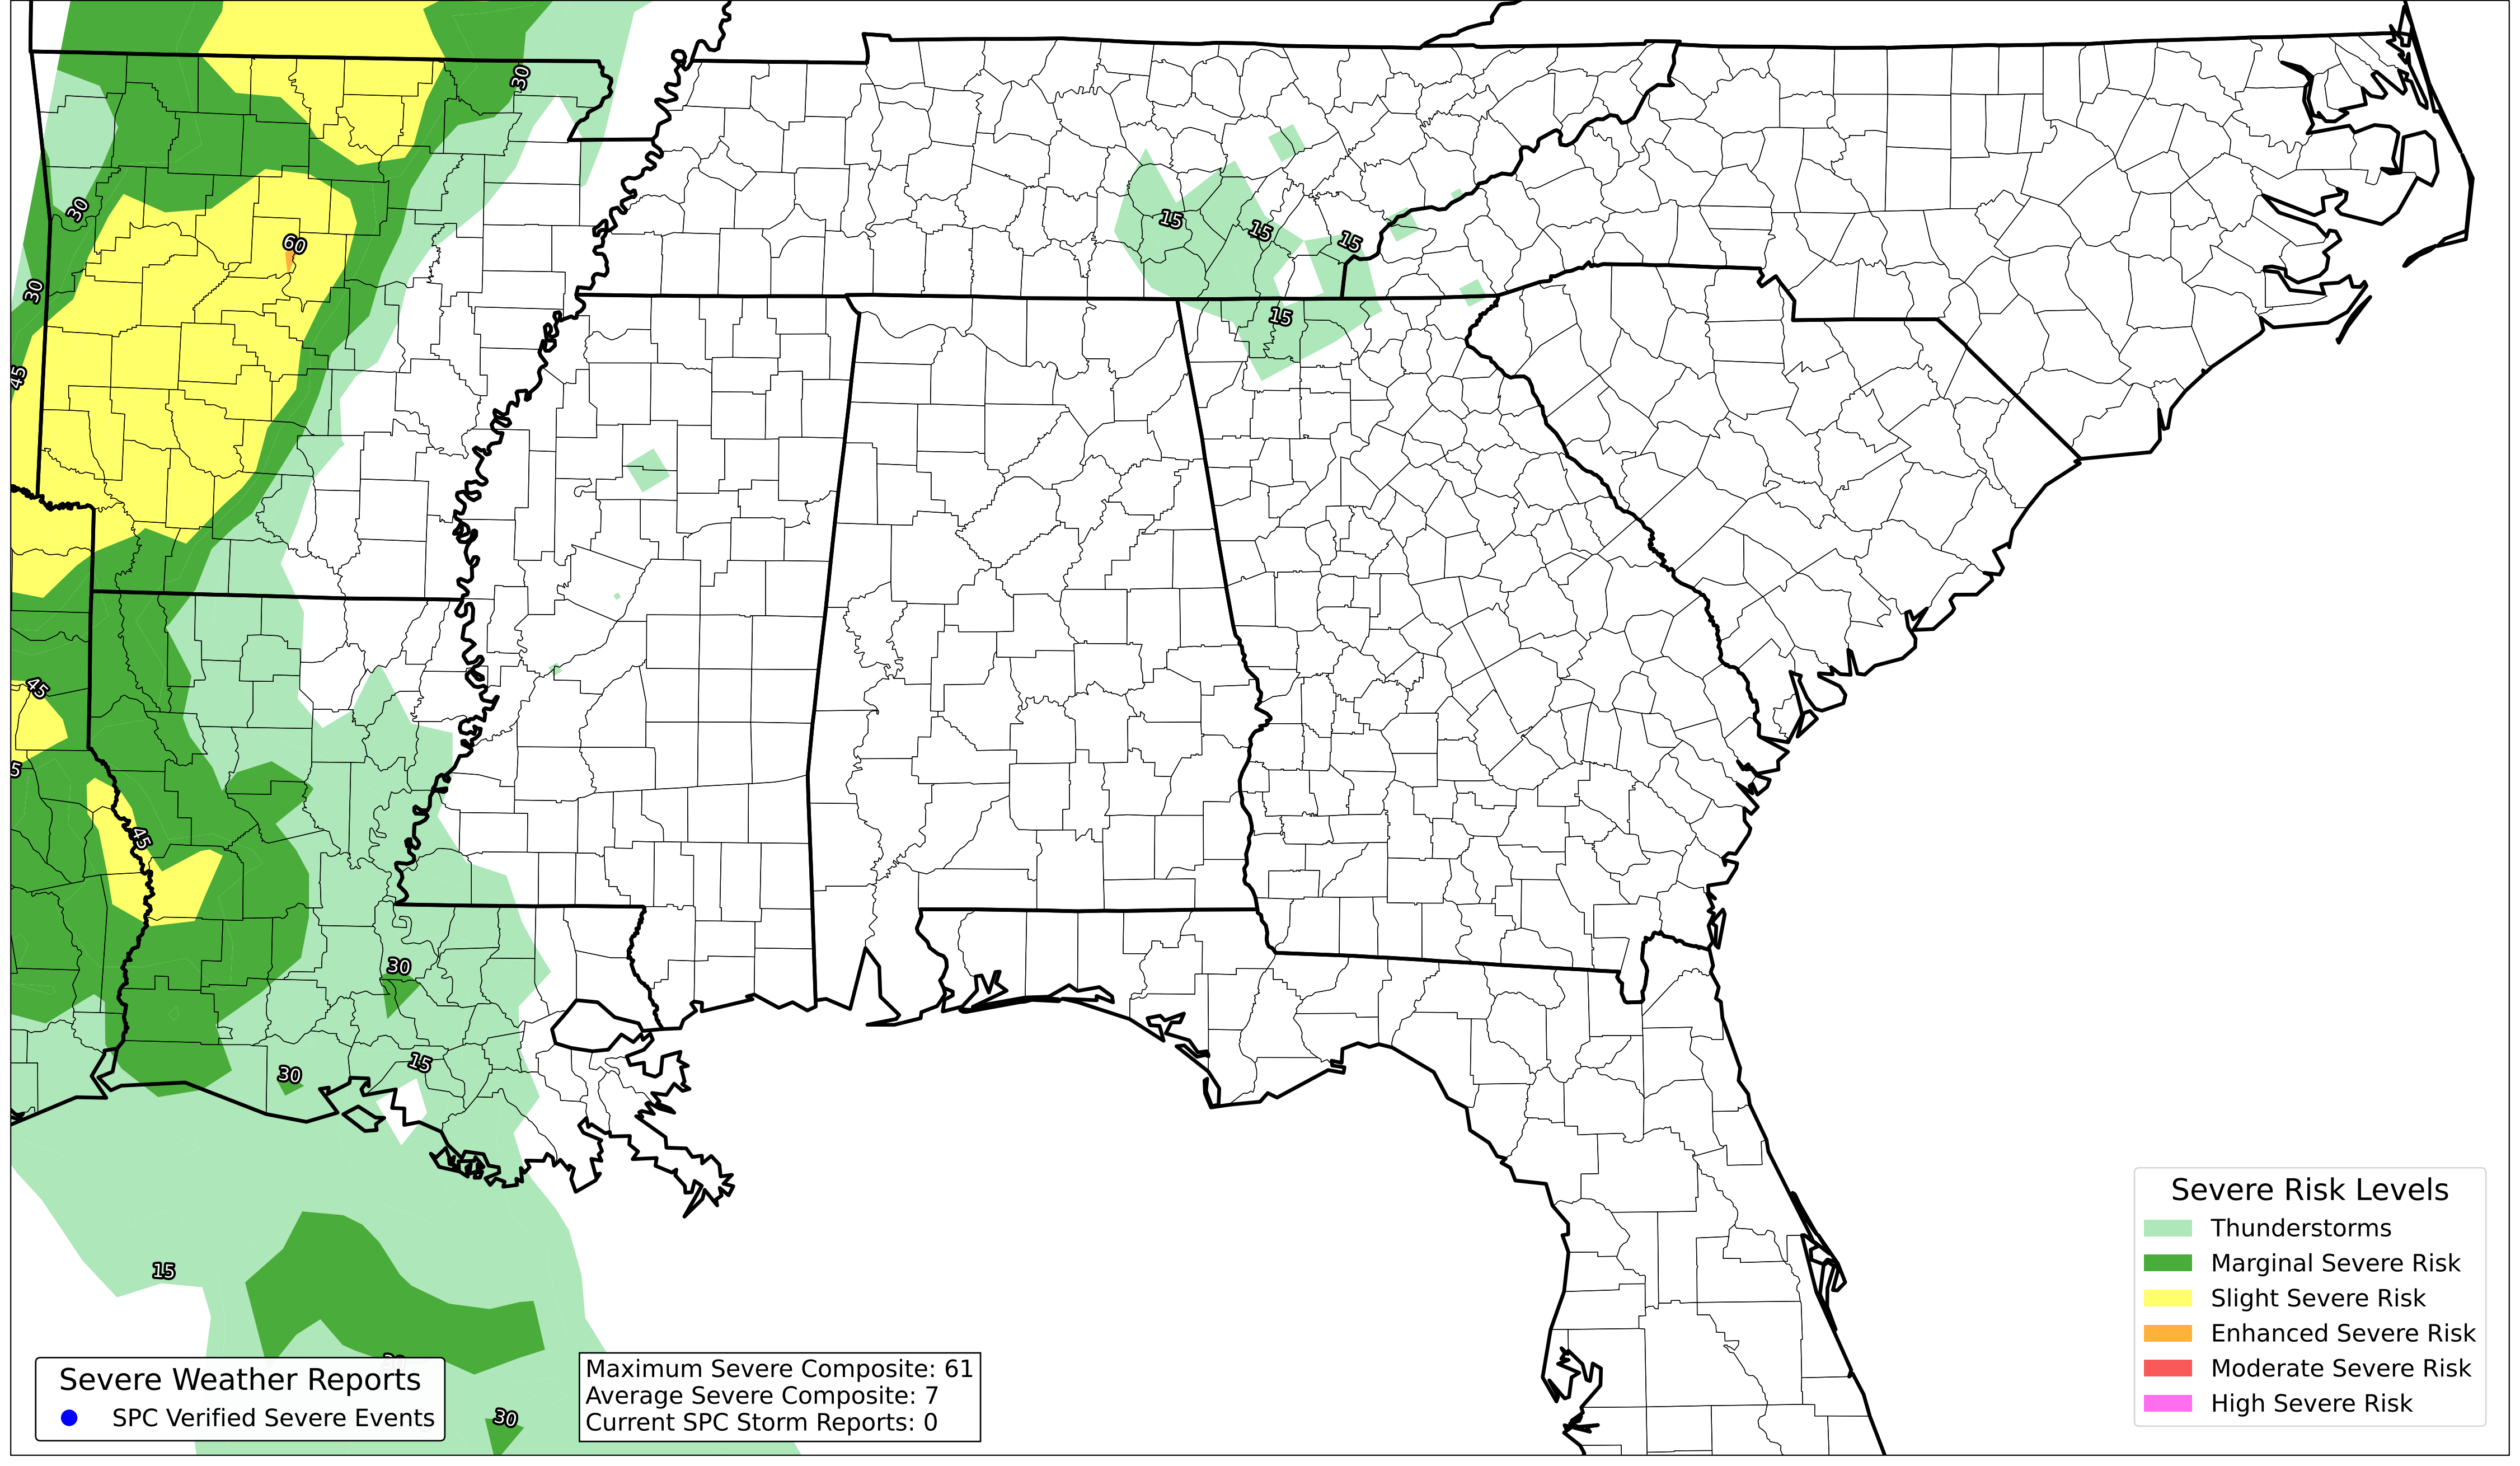 30
30
60
15
15
15
30
15
45
45
45
30
30
15
15
30
Severe Risk Levels
Thunderstorms
Marginal Severe Risk
Slight Severe Risk
Enhanced Severe Risk
Moderate Severe Risk
High Severe Risk
Severe Weather Reports
SPC Verified Severe Events
Maximum Severe Composite: 61
Average Severe Composite: 7
Current SPC Storm Reports: 0